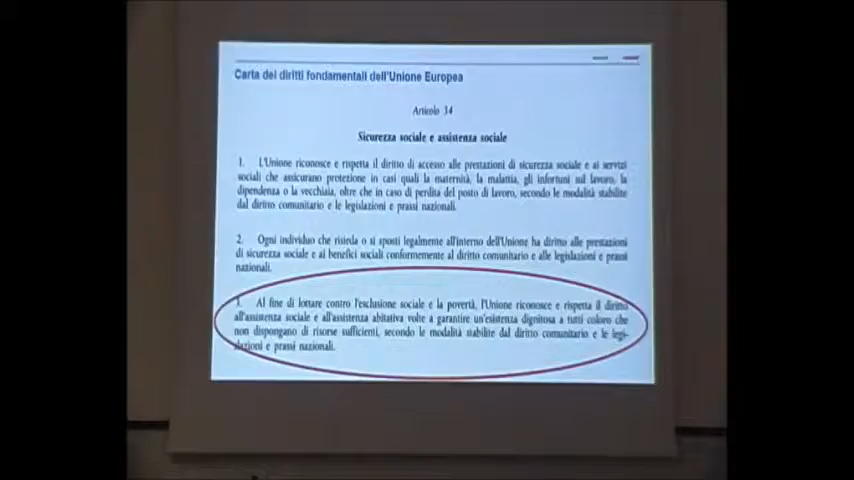 Carta dei diritti fondamentali dell'Unione Europea
Articolo 34
Sicurezza sociale e assistenza sociale
1. L'Unione riconosce e rispetta il diritto di accesso alle prestazioni di sicurezza sociale e ai servizi
sociali che assicurano protezione in casi quali la maternità, la malattia, gli infortuni sul lavoro, la
dipendenza o la vecchiaia, oltre che in caso di perdita del posto di lavoro, secondo le modalità stabilite
dal diritto comunitario e le legislazioni e prassi nazionali.
2. Ogni individuo che risieda o si sposti legalmente all'interno dell'Unione ha diritto alle prestazioni
di sicurezza sociale e ai benefici sociali conformemente al diritto comunitario e alle legislazioni e prassi
nazionali.
3. Al fine di lottare contro l'esclusione sociale e la povertà, l'Unione riconosce e rispetta il diritto
all'assistenza sociale e all'assistenza abitativa volte a garantire un'esistenza dignitosa a tutti coloro che
non dispongano di risorse sufficienti, secondo le modalità stabilite dal diritto comunitario e le legi-
slazioni e prassi nazionali.